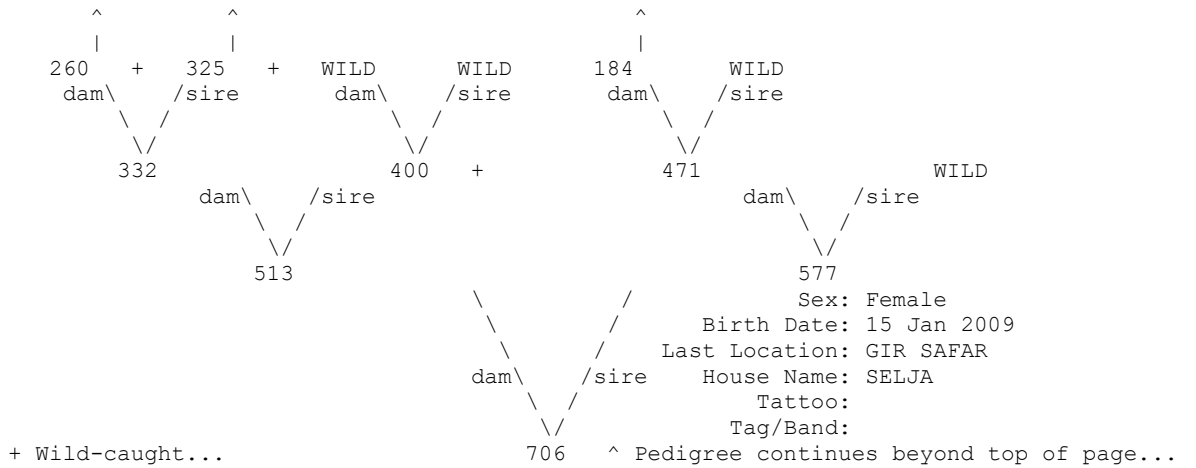 ^ ^ ^
| | |
260 + 325 + WILD WILD 184 WILD
dam\ /sire dam\ /sire dam\ /sire
\ / \ / \ /
\/ \/ \/
332 400 + 471 WILD
dam\ /sire dam\ /sire
\ / \ /
\/ \/
513 577
\ / Sex: Female
\ / Birth Date: 15 Jan 2009
\ / Last Location: GIR SAFAR
dam\ /sire House Name: SELJA
\ / Tattoo:
\/ Tag/Band:
+ Wild-caught... 706 ^ Pedigree continues beyond top of page...